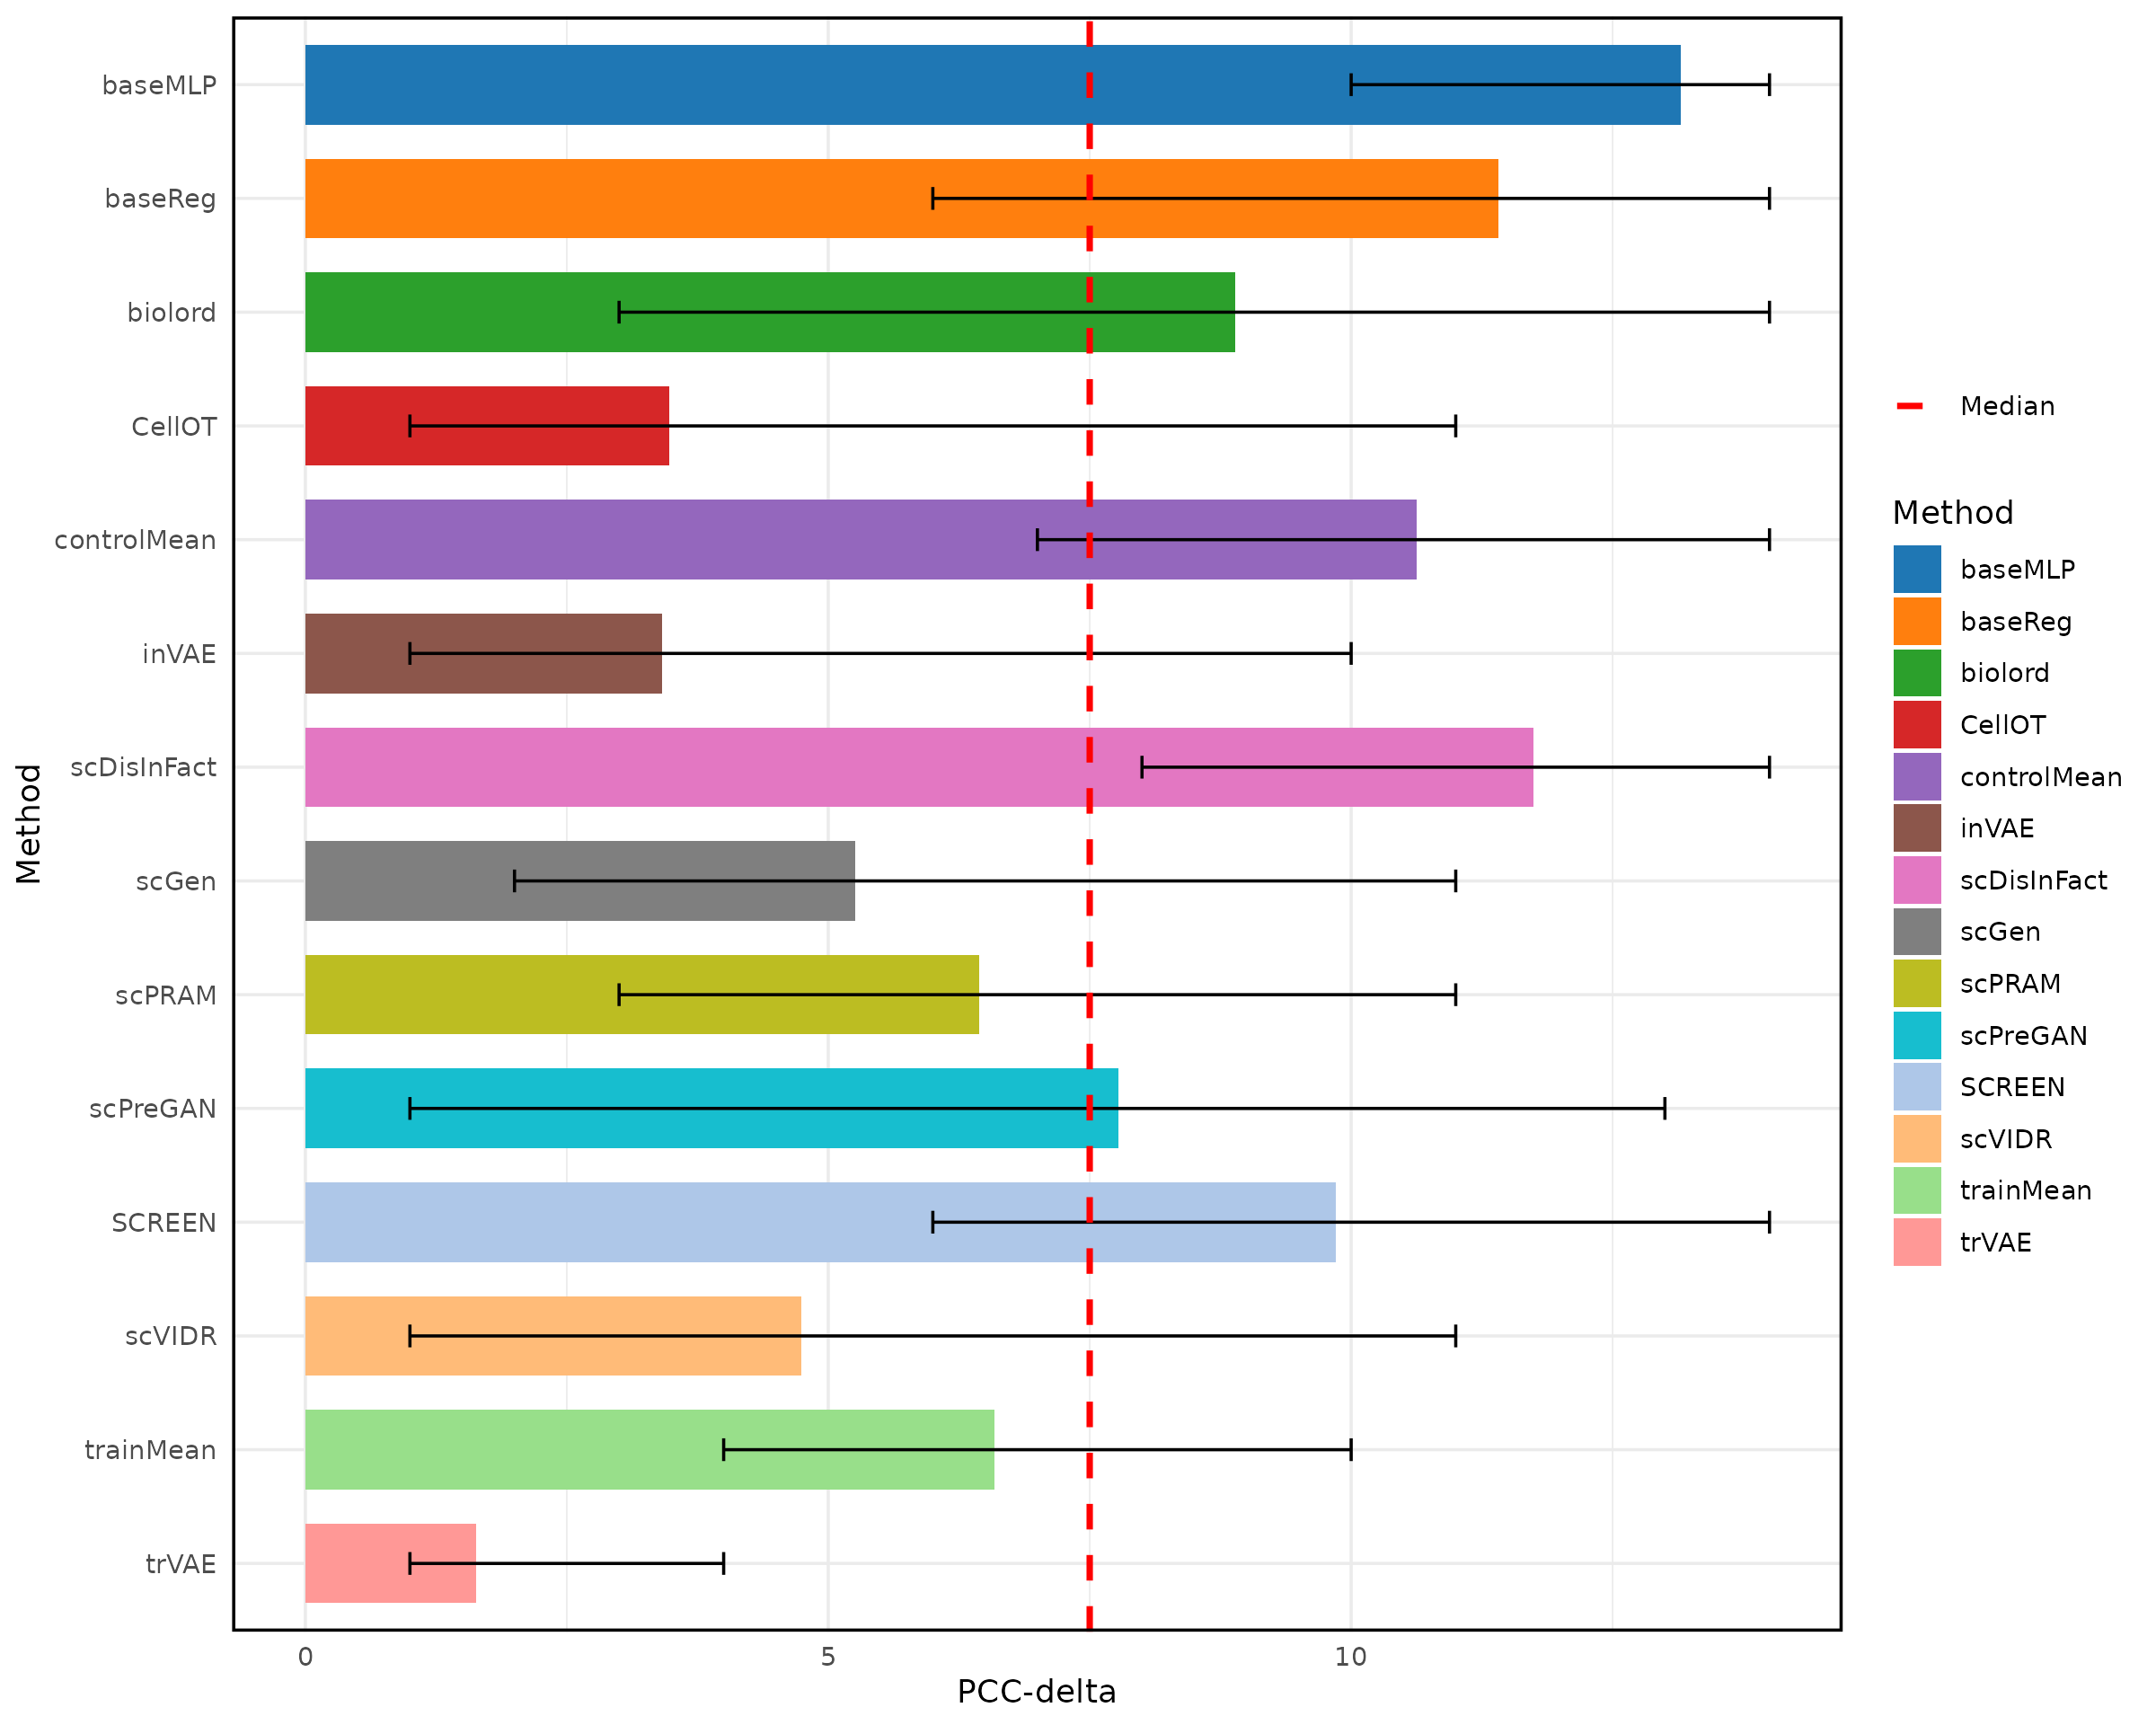 baseMLP
baseReg
biolord
CellOT
controlMean
inVAE
scDisInFact
scGen
scPRAM
scPreGAN
SCREEN
scVIDR
trainMean
trVAE
Method
0 5 10
PCC-delta
Median
Method
baseMLP
baseReg
biolord
CellOT
controlMean
inVAE
scDisInFact
scGen
scPRAM
scPreGAN
SCREEN
scVIDR
trainMean
trVAE